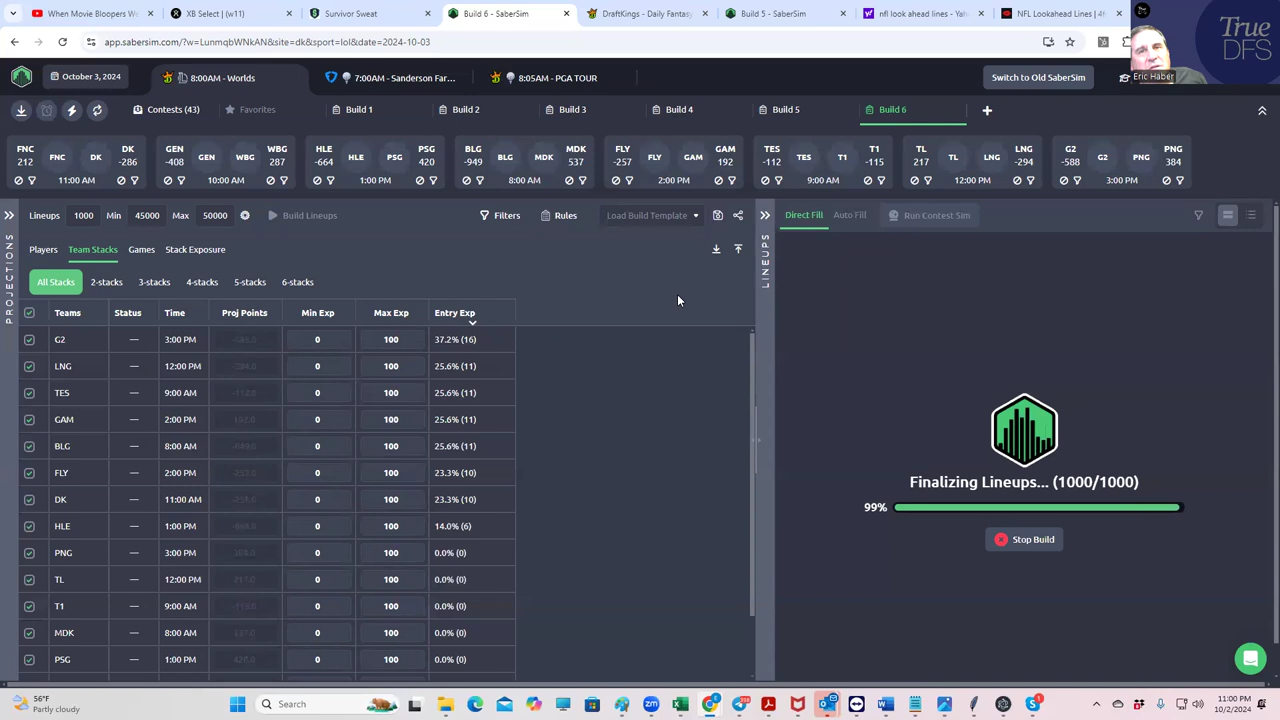 When Movie Bloopers We
XB Select | (w11)
Survivor Sweat
Build 6 - SaberSim
DraftKings - Daily Fantasy
Build 5 - SaberSim
nfl look ahead lines - Yah
NFL Lookahead Lines | 4f
app.sabersim.com/?w=LunmqbWNkAN&site=dk&sport=lol&date=2024-10-03
Eric Haber
True
DFS
October 3, 2024
8:00AM - Worlds
7:00AM - Sanderson Far...
8:05AM - PGA TOUR
Switch to Old SaberSim
Contests (43)
Favorites
Build 1
Build 2
Build 3
Build 4
Build 5
Build 6
FNC 212 FNC DK DK -286 11:00 AM
GEN -408 GEN WBG WBG 287 10:00 AM
HLE -664 HLE PSG PSG 420 1:00 PM
BLG -949 BLG MDK MDK 537 8:00 AM
FLY -257 FLY GAM GAM 192 2:00 PM
TES -112 TES T1 T1 -115 9:00 AM
TL 217 TL LNG LNG -294 12:00 PM
G2 -588 G2 PNG PNG 384 3:00 PM
Lineups 1000 Min 45000 Max 50000
Build Lineups
Filters
Rules
Load Build Template
Direct Fill
Auto Fill
Run Contest Sim
PROJECTIONS
LINEUPS
Players
Team Stacks
Games
Stack Exposure
All Stacks
2-stacks
3-stacks
4-stacks
5-stacks
6-stacks
Teams Status Time Proj Points Min Exp Max Exp Entry Exp
G2 — 3:00 PM 0 100 37.2% (16)
LNG — 12:00 PM 0 100 25.6% (11)
TES — 9:00 AM 0 100 25.6% (11)
GAM — 2:00 PM 0 100 25.6% (11)
BLG — 8:00 AM 0 100 25.6% (11)
FLY — 2:00 PM 0 100 23.3% (10)
DK — 11:00 AM 0 100 23.3% (10)
HLE — 1:00 PM 0 100 14.0% (6)
PNG — 3:00 PM 0 100 0.0% (0)
TL — 12:00 PM 0 100 0.0% (0)
T1 — 9:00 AM 0 100 0.0% (0)
MDK — 8:00 AM 0 100 0.0% (0)
PSG — 1:00 PM 0 100 0.0% (0)
Finalizing Lineups... (1000/1000)
99%
Stop Build
56°F
Partly cloudy
Search
11:00 PM
10/2/2024